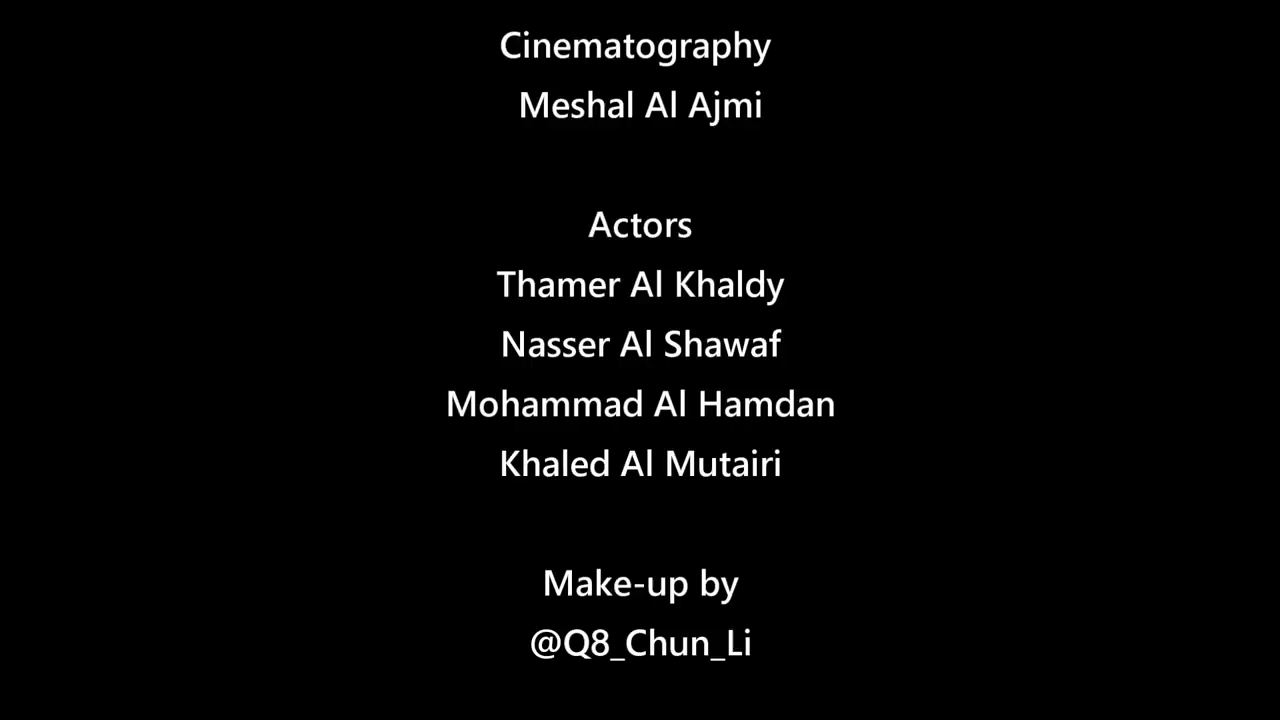 Cinematography
Meshal Al Ajmi
Actors
Thamer Al Khaldy
Nasser Al Shawaf
Mohammad Al Hamdan
Khaled Al Mutairi
Make-up by
@Q8_Chun_Li